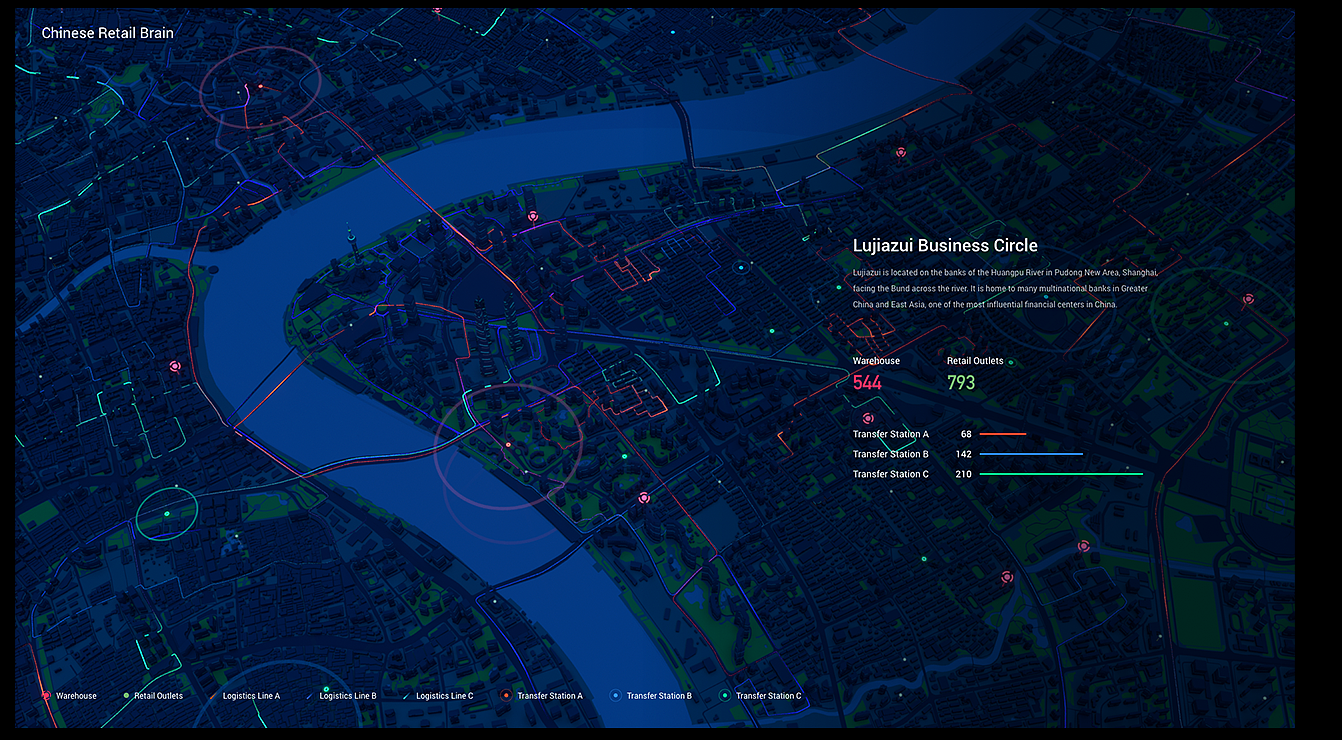 Chinese Retail Brain
Lujiazui Business Circle
Lujiazui is located on the banks of the Huangpu River in Pudong New Area, Shanghai,
facing the Bund across the river. It is home to many multinational banks in Greater
China and East Asia, one of the most influential financial centers in China.
Warehouse Retail Outlets
544 793
Transfer Station A 68
Transfer Station B 142
Transfer Station C 210
Warehouse Retail Outlets Logistics Line A Logistics Line B Logistics Line C Transfer Station A Transfer Station B Transfer Station C